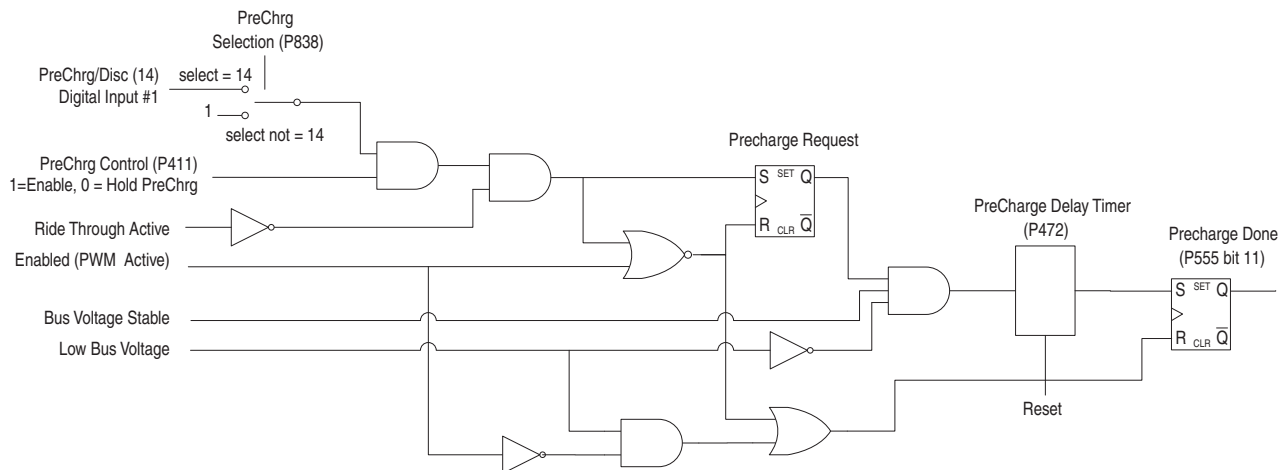 PreChrg
Selection (P838)
PreChrg/Disc (14)
Digital Input #1
select = 14
1
select not = 14
PreChrg Control (P411)
1=Enable, 0 = Hold PreChrg
Ride Through Active
Enabled (PWM Active)
Bus Voltage Stable
Low Bus Voltage
Precharge Request
S SET Q
R CLR Q
PreCharge Delay Timer
(P472)
Reset
Precharge Done
(P555 bit 11)
S SET Q
R CLR Q